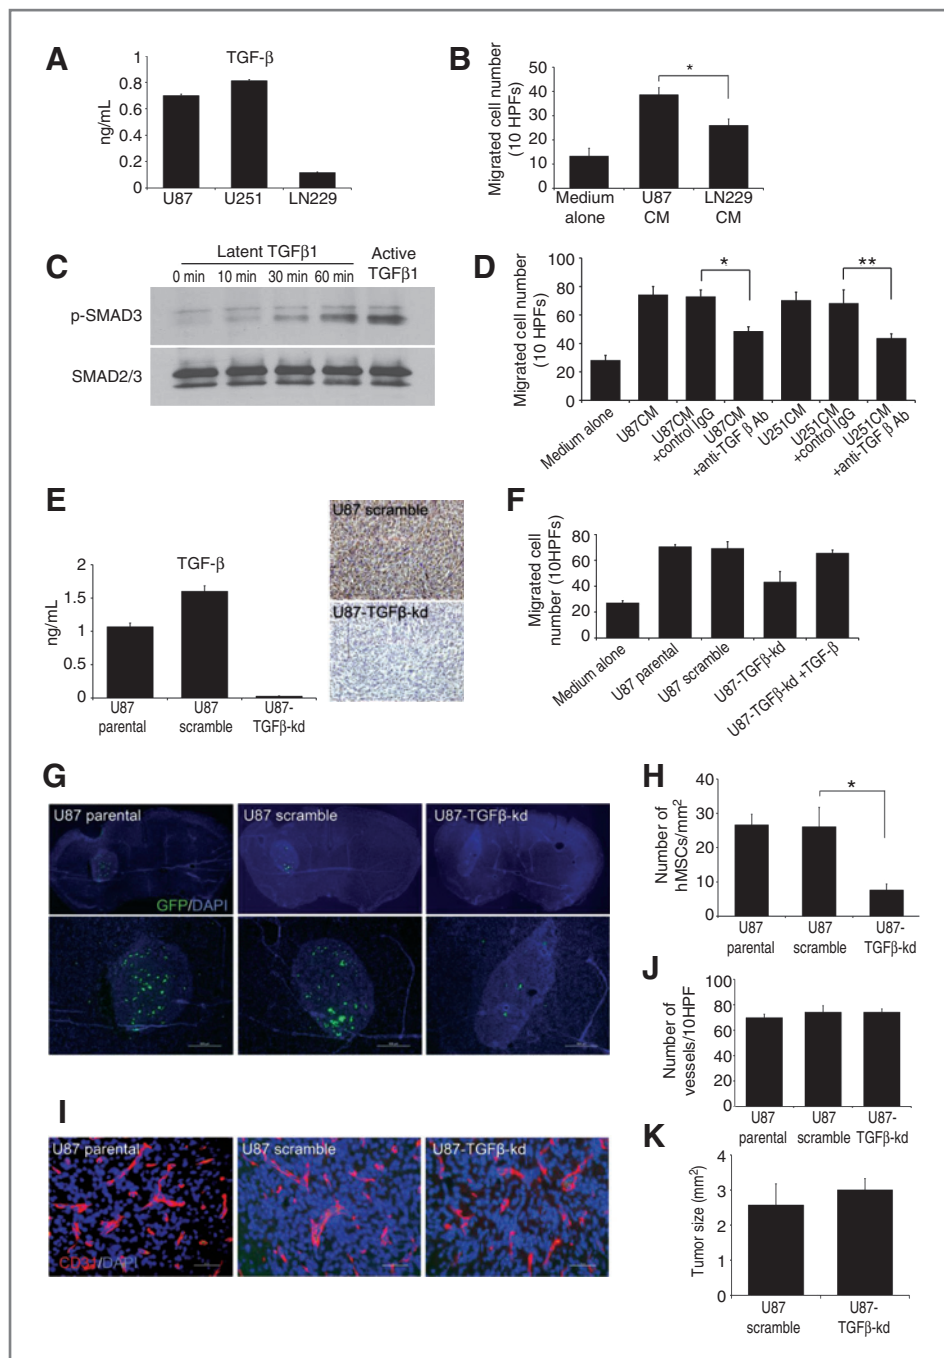 A
TGF-β
ng/mL
1
0.8
0.6
0.4
0.2
0
U87 U251 LN229
B
Migrated cell number
(10 HPFs)
50
40
30
20
10
0
*
Medium alone
U87 CM
LN229 CM
C
Latent TGFβ1
Active TGFβ1
0 min 10 min 30 min 60 min
p-SMAD3
SMAD2/3
D
Migrated cell number
(10 HPFs)
100
80
60
40
20
0
*
**
Medium alone
U87CM
U87CM
+control IgG
U87CM
+anti-TGF β Ab
U251CM
U251CM
+control IgG
U251CM
+anti-TGF β Ab
E
TGF-β
ng/mL
2
1.5
1
0.5
0
U87 parental
U87 scramble
U87-TGFβ-kd
U87 scramble
U87-TGFβ-kd
F
Migrated cell
number (10HPFs)
80
60
40
20
0
Medium alone
U87 parental
U87 scramble
U87-TGFβ-kd
U87-TGFβ-kd +TGF-β
G
U87 parental
U87 scramble
U87-TGFβ-kd
GFP/DAPI
H
Number of
hMSCs/mm²
40
30
20
10
0
*
U87 parental
U87 scramble
U87-TGFβ-kd
I
U87 parental
U87 scramble
U87-TGFβ-kd
CD31/DAPI
J
Number of
vessels/10HPF
100
80
60
40
20
0
U87 parental
U87 scramble
U87-TGFβ-kd
K
Tumor size (mm²)
4
3
2
1
0
U87 scramble
U87-TGFβ-kd